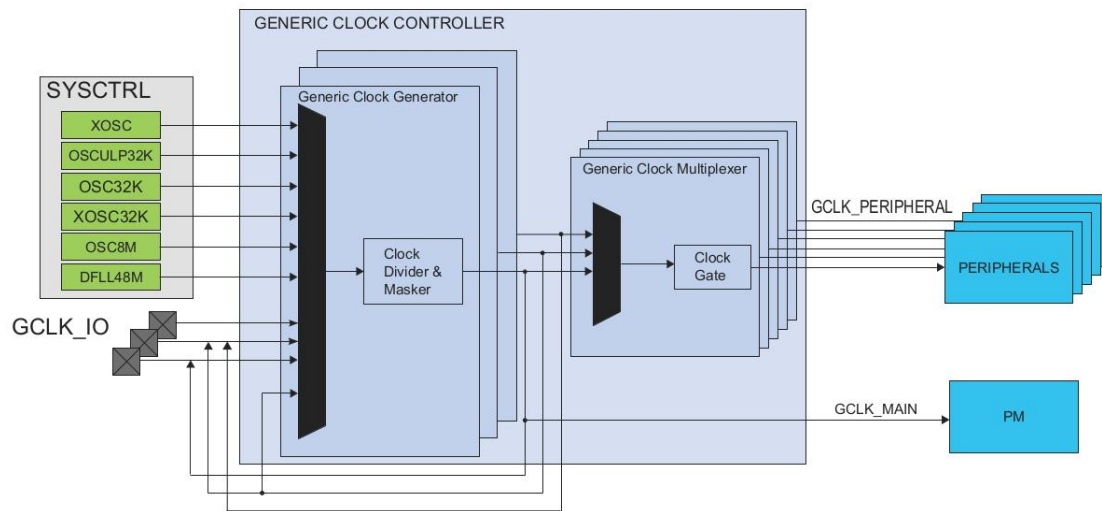 GENERIC CLOCK CONTROLLER
SYSCTRL
XOSC
OSCULP32K
OSC32K
XOSC32K
OSC8M
DFLL48M
GCLK_IO
Generic Clock Generator
Clock
Divider &
Masker
Generic Clock Multiplexer
Clock
Gate
GCLK_PERIPHERAL
PERIPHERALS
GCLK_MAIN
PM